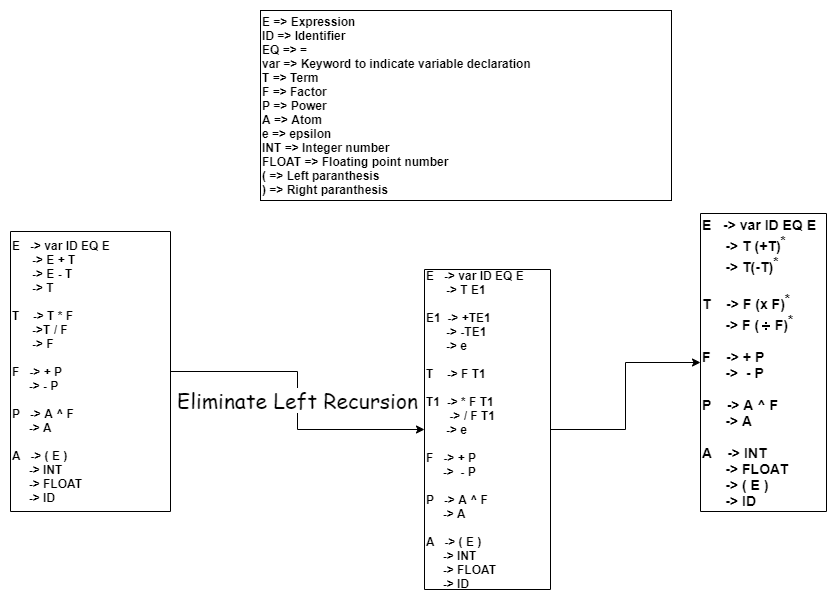 E => Expression
ID => Identifier
EQ => =
var => Keyword to indicate variable declaration
T => Term
F => Factor
P => Power
A => Atom
e => epsilon
INT => Integer number
FLOAT => Floating point number
( => Left paranthesis
) => Right paranthesis
E -> var ID EQ E
-> E + T
-> E - T
-> T
T -> T * F
->T / F
-> F
F -> + P
-> - P
P -> A ^ F
-> A
A -> ( E )
-> INT
-> FLOAT
-> ID
Eliminate Left Recursion
E -> var ID EQ E
-> T E1
E1 -> +TE1
-> -TE1
-> e
T -> F T1
T1 -> * F T1
-> / F T1
-> e
F -> + P
-> - P
P -> A ^ F
-> A
A -> ( E )
-> INT
-> FLOAT
-> ID
E -> var ID EQ E
-> T (+T)*
-> T(-T)*
T -> F (x F)*
-> F ( ÷ F)*
F -> + P
-> - P
P -> A ^ F
-> A
A -> INT
-> FLOAT
-> ( E )
-> ID